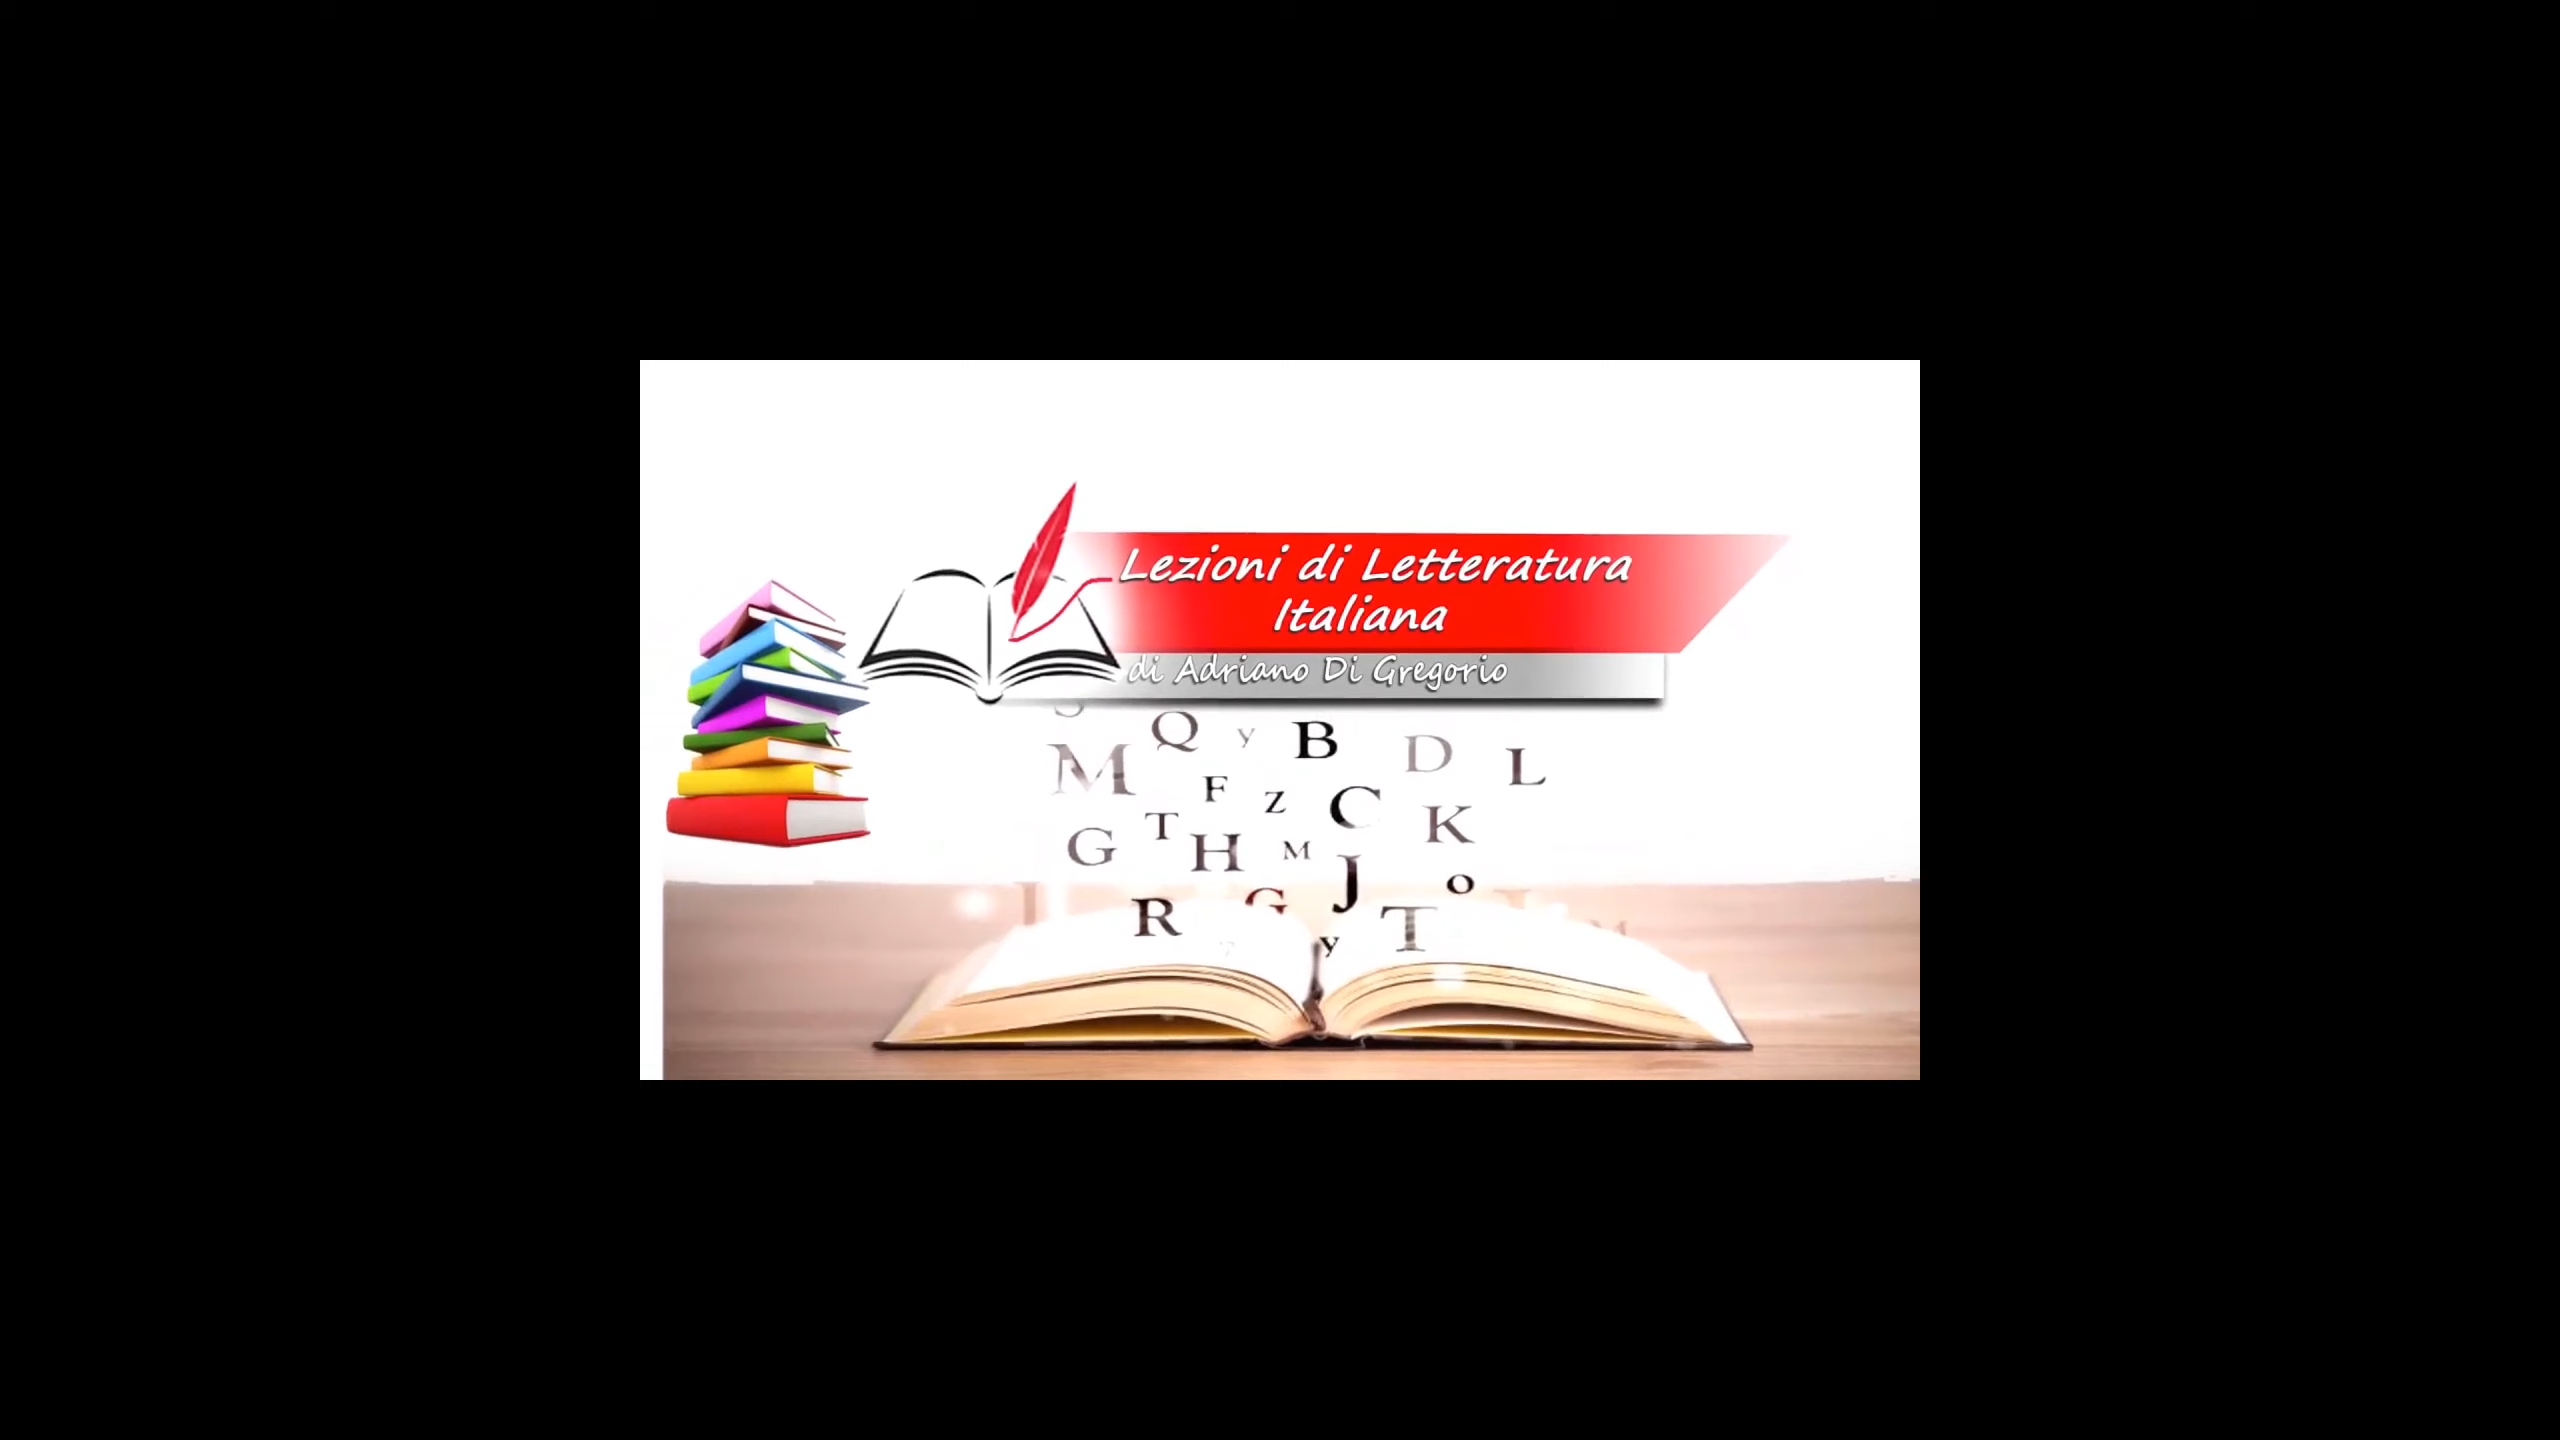 Lezioni di Letteratura
Italiana
di Adriano Di Gregorio
S Q y B D L
M F Z C K
G T H M J o
R G y T